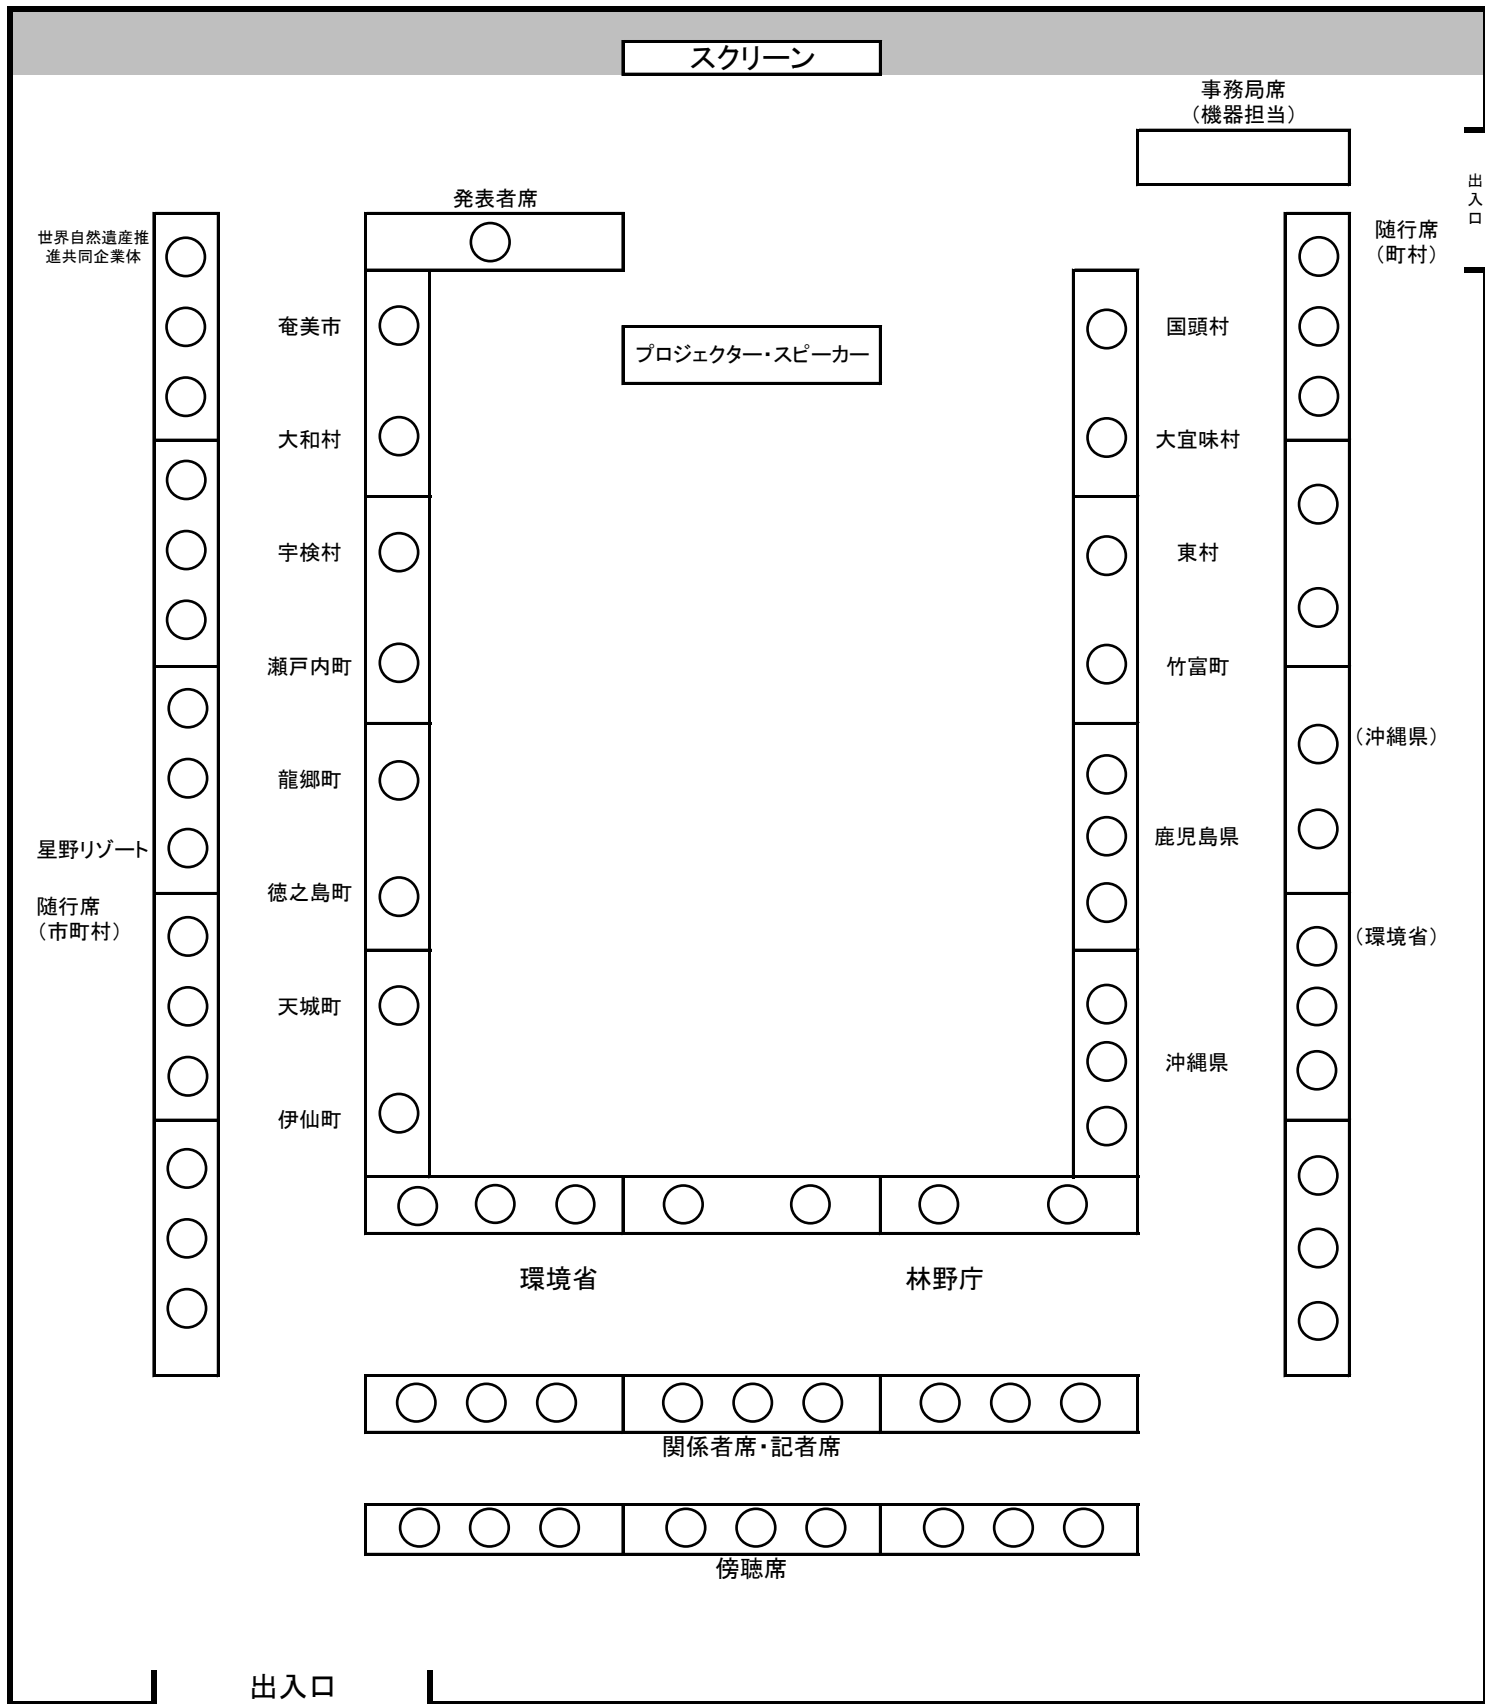 スクリーン
事務局席
（機器担当）
出入口
発表者席
世界自然遺産推
進共同企業体
随行席
（町村）
奄美市
プロジェクター・スピーカー
国頭村
大和村
大宜味村
宇検村
東村
瀬戸内町
竹富町
（沖縄県）
龍郷町
鹿児島県
星野リゾート
徳之島町
随行席
（市町村）
（環境省）
天城町
沖縄県
伊仙町
環境省
林野庁
関係者席・記者席
傍聴席
出入口